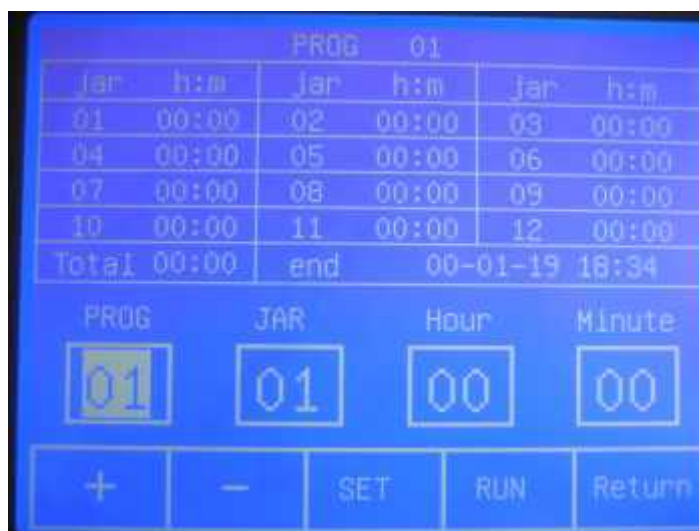 PROG 01
jar h:m jar h:m jar h:m
01 00:00 02 00:00 03 00:00
04 00:00 05 00:00 06 00:00
07 00:00 08 00:00 09 00:00
10 00:00 11 00:00 12 00:00
Total 00:00 end 00-01-19 18:34
PROG JAR Hour Minute
01 01 00 00
+ - SET RUN Return